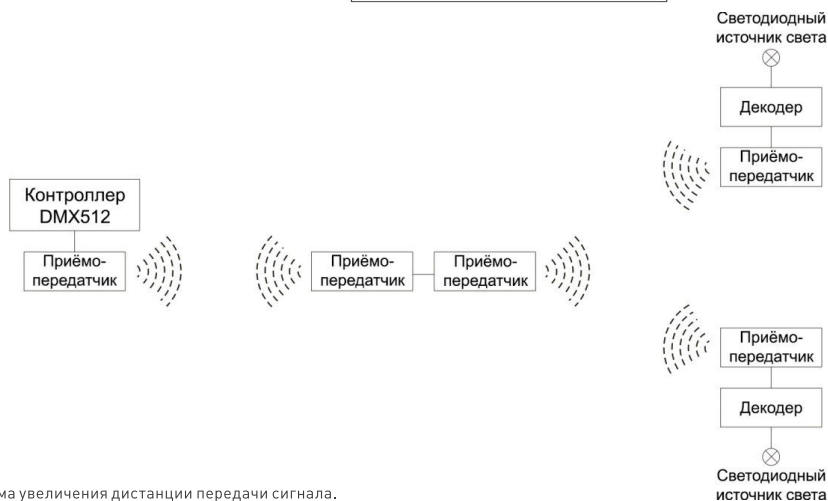 Светодиодный
источник света
Декодер
Приёмо-
передатчик
Контроллер
DMX512
Приёмо-
передатчик
Приёмо-
передатчик
Приёмо-
передатчик
Приёмо-
передатчик
Декодер
Светодиодный
источник света
ма увеличения дистанции передачи сигнала.